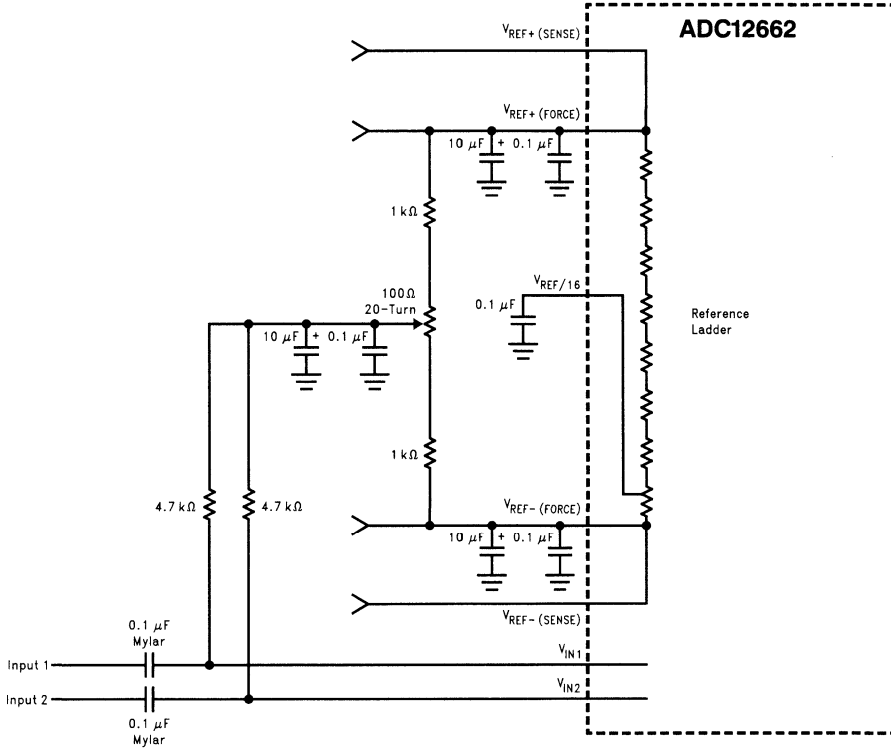 ADC12662
VREF+ (SENSE)
VREF+ (FORCE)
10 μF + 0.1 μF
1 kΩ
VREF/16
100Ω
20-Turn
0.1 μF
Reference
Ladder
10 μF + 0.1 μF
1 kΩ
4.7 kΩ
4.7 kΩ
VREF− (FORCE)
10 μF + 0.1 μF
VREF− (SENSE)
0.1 μF
Mylar
VIN1
Input 1
VIN2
Input 2
0.1 μF
Mylar